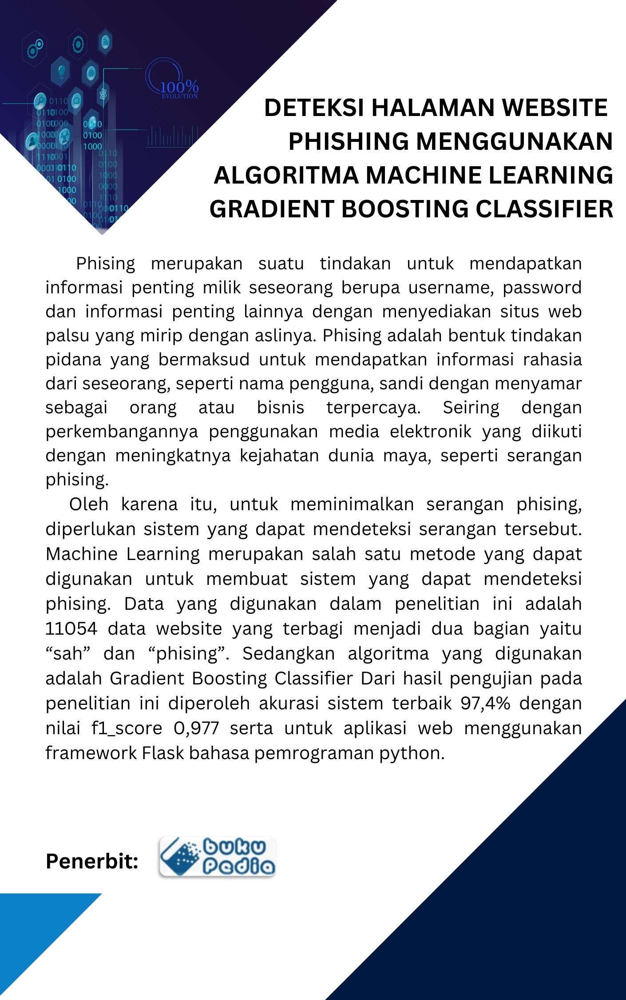 100%
EVOLUTION
DETEKSI HALAMAN WEBSITE
PHISHING MENGGUNAKAN
ALGORITMA MACHINE LEARNING
GRADIENT BOOSTING CLASSIFIER
Phising merupakan suatu tindakan untuk mendapatkan
informasi penting milik seseorang berupa username, password
dan informasi penting lainnya dengan menyediakan situs web
palsu yang mirip dengan aslinya. Phising adalah bentuk tindakan
pidana yang bermaksud untuk mendapatkan informasi rahasia
dari seseorang, seperti nama pengguna, sandi dengan menyamar
sebagai orang atau bisnis terpercaya. Seiring dengan
perkembangannya penggunakan media elektronik yang diikuti
dengan meningkatnya kejahatan dunia maya, seperti serangan
phising.
Oleh karena itu, untuk meminimalkan serangan phising,
diperlukan sistem yang dapat mendeteksi serangan tersebut.
Machine Learning merupakan salah satu metode yang dapat
digunakan untuk membuat sistem yang dapat mendeteksi
phising. Data yang digunakan dalam penelitian ini adalah
11054 data website yang terbagi menjadi dua bagian yaitu
“sah” dan “phising”. Sedangkan algoritma yang digunakan
adalah Gradient Boosting Classifier Dari hasil pengujian pada
penelitian ini diperoleh akurasi sistem terbaik 97,4% dengan
nilai f1_score 0,977 serta untuk aplikasi web menggunakan
framework Flask bahasa pemrograman python.
Penerbit:
buku
Pedia